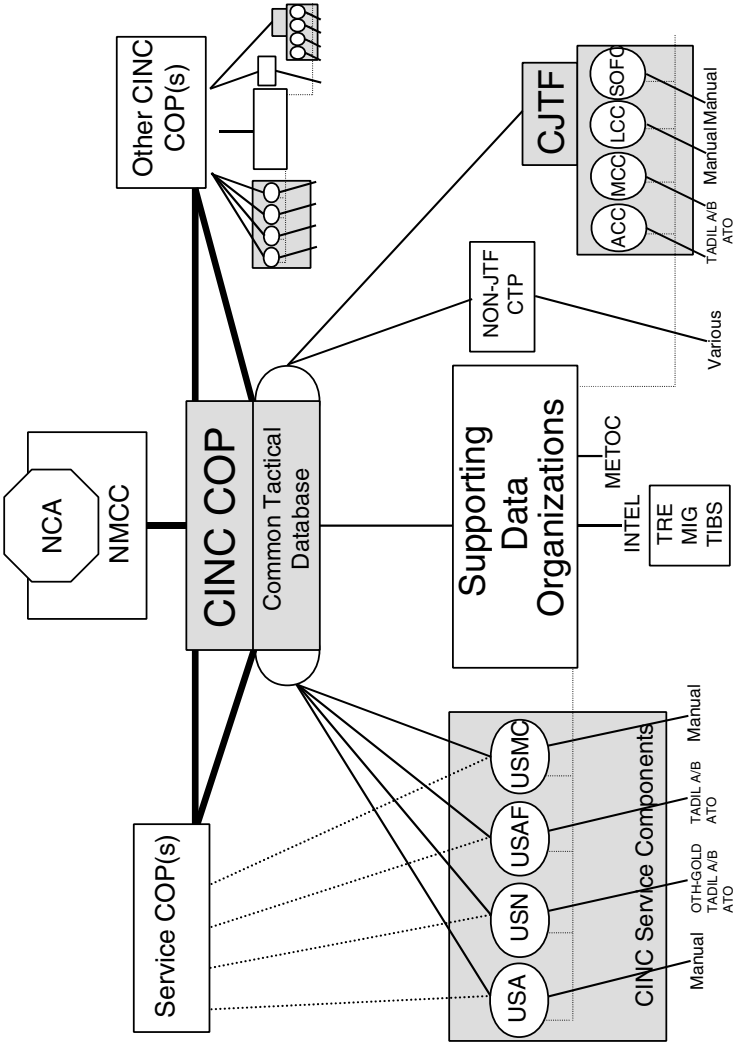 NCA
NMCC
Service COP(s)
Other CINC
COP(s)
CINC COP
Common Tactical
Database
NON-JTF
CTP
CJTF
Supporting
Data
Organizations
USA
USN
USAF
USMC
ACC
MCC
LCC
SOFC
CINC Service Components
Manual
OTH-GOLD
TADIL A/B
ATO
TADIL A/B
ATO
Manual
INTEL
METOC
TRE
MIG
TIBS
Various
TADIL A/B
ATO
Manual
Manual